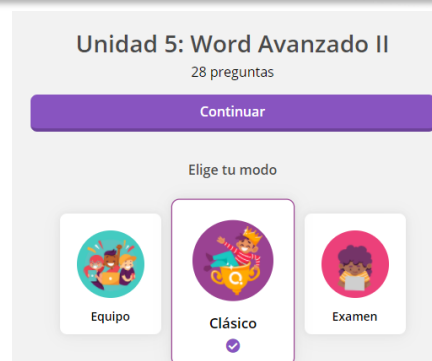 Unidad 5: Word Avanzado II
28 preguntas
Continuar
Elige tu modo
Equipo
Clásico
Examen